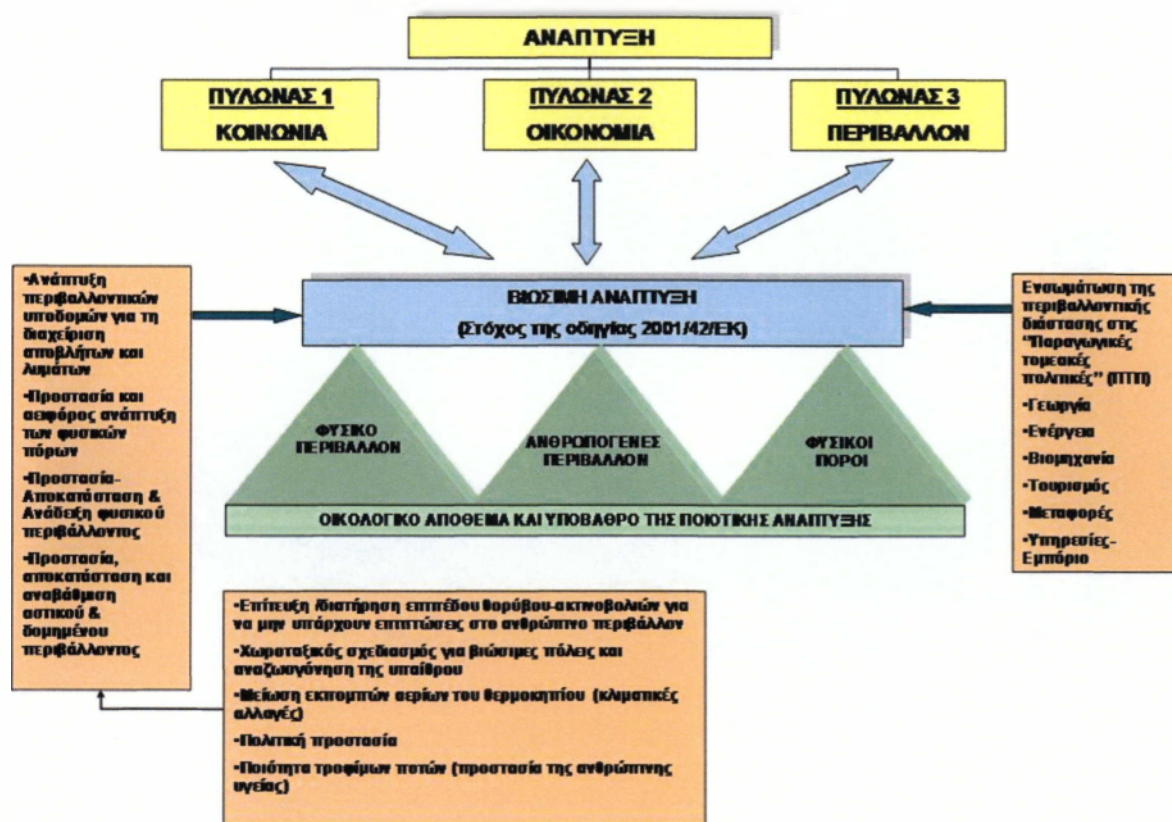 ΑΝΑΠΤΥΞΗ
ΠΥΛΩΝΑΣ 1
ΚΟΙΝΩΝΙΑ
ΠΥΛΩΝΑΣ 2
ΟΙΚΟΝΟΜΙΑ
ΠΥΛΩΝΑΣ 3
ΠΕΡΙΒΑΛΛΟΝ
•Ανάπτυξη
περιβαλλοντικών
υποδομών για τη
διαχείριση
αποβλήτων και
λυμάτων
•Προστασία και
αειφόρος ανάπτυξη
των φυσικών
πόρων
•Προστασία-
Αποκατάσταση &
Ανάδειξη φυσικού
περιβάλλοντος
•Προστασία,
αποκατάσταση και
αναβάθμιση
αστικού &
δομημένου
περιβάλλοντος
ΒΙΩΣΙΜΗ ΑΝΑΠΤΥΞΗ
(Στόχος της οδηγίας 2001/42/ΕΚ)
ΦΥΣΙΚΟ
ΠΕΡΙΒΑΛΛΟΝ
ΑΝΘΡΩΠΟΓΕΝΕΣ
ΠΕΡΙΒΑΛΛΟΝ
ΦΥΣΙΚΟΙ
ΠΟΡΟΙ
ΟΙΚΟΛΟΓΙΚΟ ΑΠΟΘΕΜΑ ΚΑΙ ΥΠΟΒΑΘΡΟ ΤΗΣ ΠΟΙΟΤΙΚΗΣ ΑΝΑΠΤΥΞΗΣ
Ενσωμάτωση της
περιβαλλοντικής
διάστασης στις
"Παραγωγικές
τομεακές
πολιτικές" (ΠΤΠ)
•Γεωργία
•Ενέργεια
•Βιομηχανία
•Τουρισμός
•Μεταφορές
•Υπηρεσίες-
Εμπόριο
•Επίτευξη /διατήρηση επιπέδου θορύβου-ακτινοβολιών για
να μην υπάρχουν επιπτώσεις στο ανθρώπινο περιβάλλον
•Χωροταξικός σχεδιασμός για βιώσιμες πόλεις και
αναζωογόνηση της υπαίθρου
•Μείωση εκπομπών αερίων του θερμοκηπίου (κλιματικές
αλλαγές)
•Πολιτική προστασία
•Ποιότητα τροφίμων ποτών (προστασία της ανθρώπινης
υγείας)